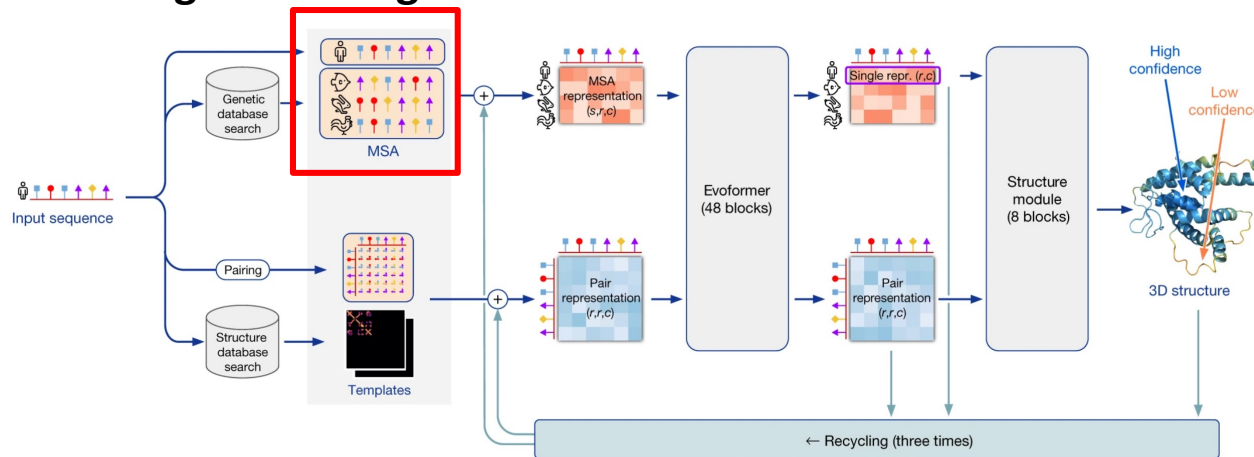 Input sequence
Genetic
database
search
Pairing
Structure
database
search
MSA
Templates
+
+
MSA
representation
(s,r,c)
Pair
representation
(r,r,c)
Evoformer
(48 blocks)
Single repr. (r,c)
Pair
representation
(r,r,c)
Structure
module
(8 blocks)
High
confidence
Low
confidence
3D structure
← Recycling (three times)